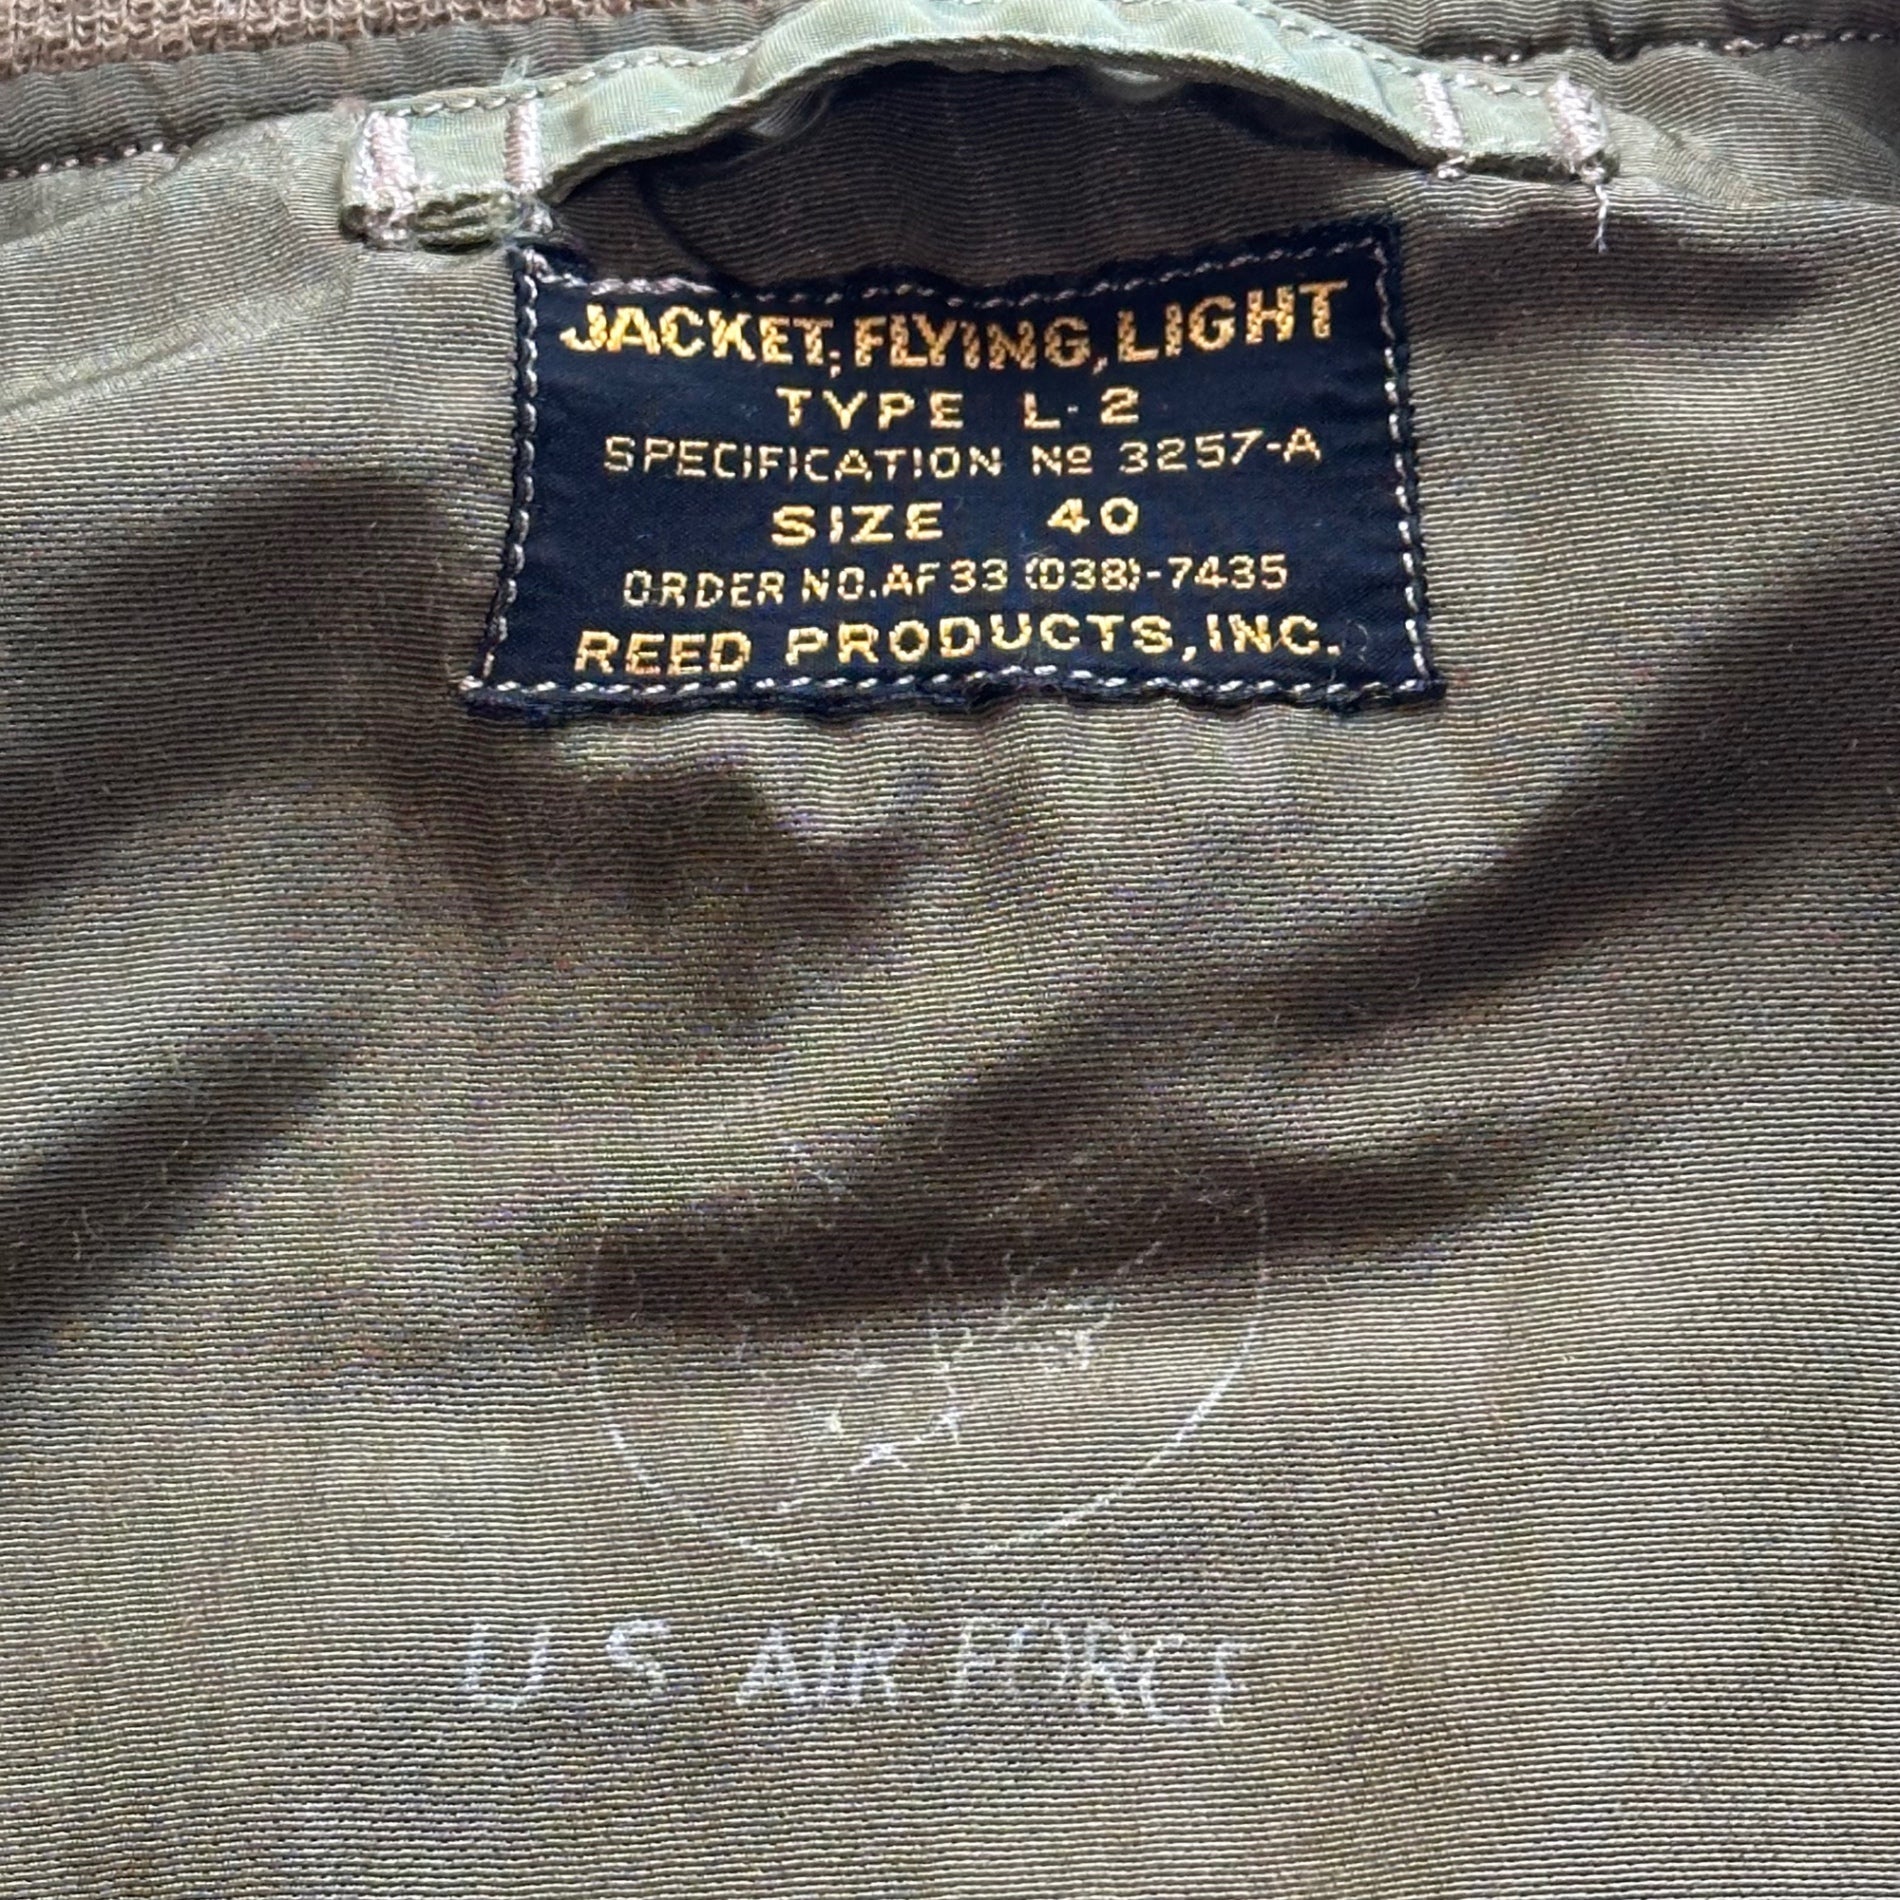 JACKET, FLYING, LIGHT
TYPE L-2
SPECIFICATION Nº 3257-A
SIZE 40
ORDER NO. AF 33 (038)-7435
REED PRODUCTS, INC.
U S AIR FORCE